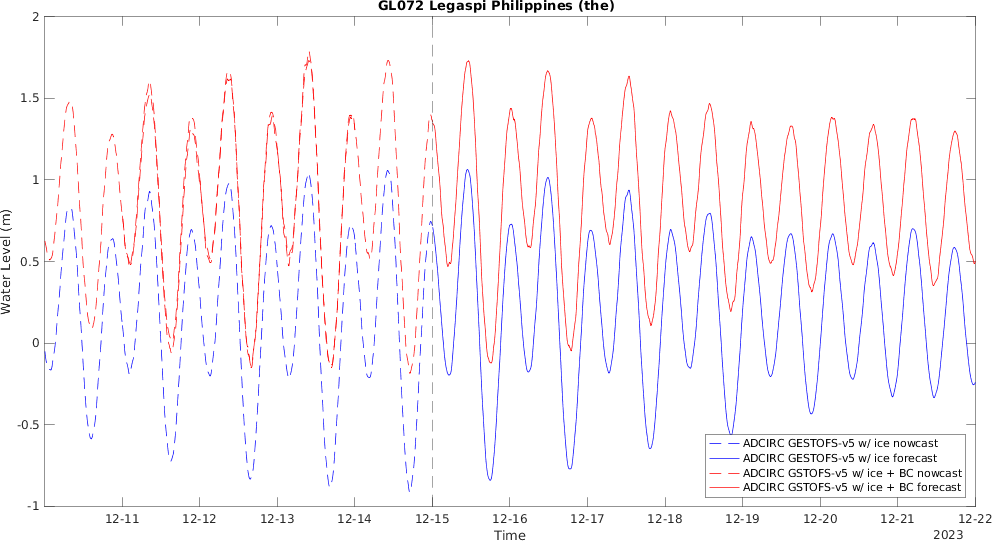 GL072 Legaspi Philippines (the)
2
1.5
1
0.5
0
-0.5
-1
Water Level (m)
ADCIRC GESTOFS-v5 w/ ice nowcast
ADCIRC GESTOFS-v5 w/ ice forecast
ADCIRC GSTOFS-v5 w/ ice + BC nowcast
ADCIRC GSTOFS-v5 w/ ice + BC forecast
12-11 12-12 12-13 12-14 12-15 12-16 12-17 12-18 12-19 12-20 12-21 12-22
Time
2023